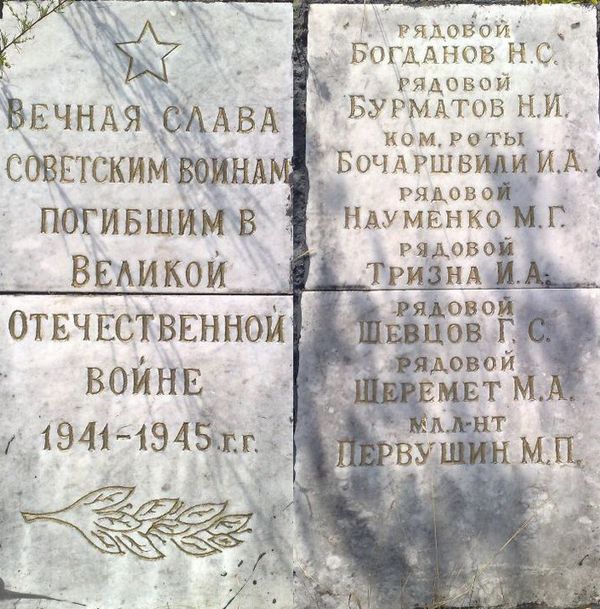 Вечная слава
советским воинам
погибшим в
Великой
Отечественной
войне
1941-1945 г.г.
рядовой
Богданов Н.С.
рядовой
Бурматов Н.И.
ком. роты
Бочаршвили И.А.
рядовой
Науменко М.Г.
рядовой
Тризна И.А.
рядовой
Шевцов Г.С.
рядовой
Шеремет М.А.
мл.л-нт
Первушин М.П.